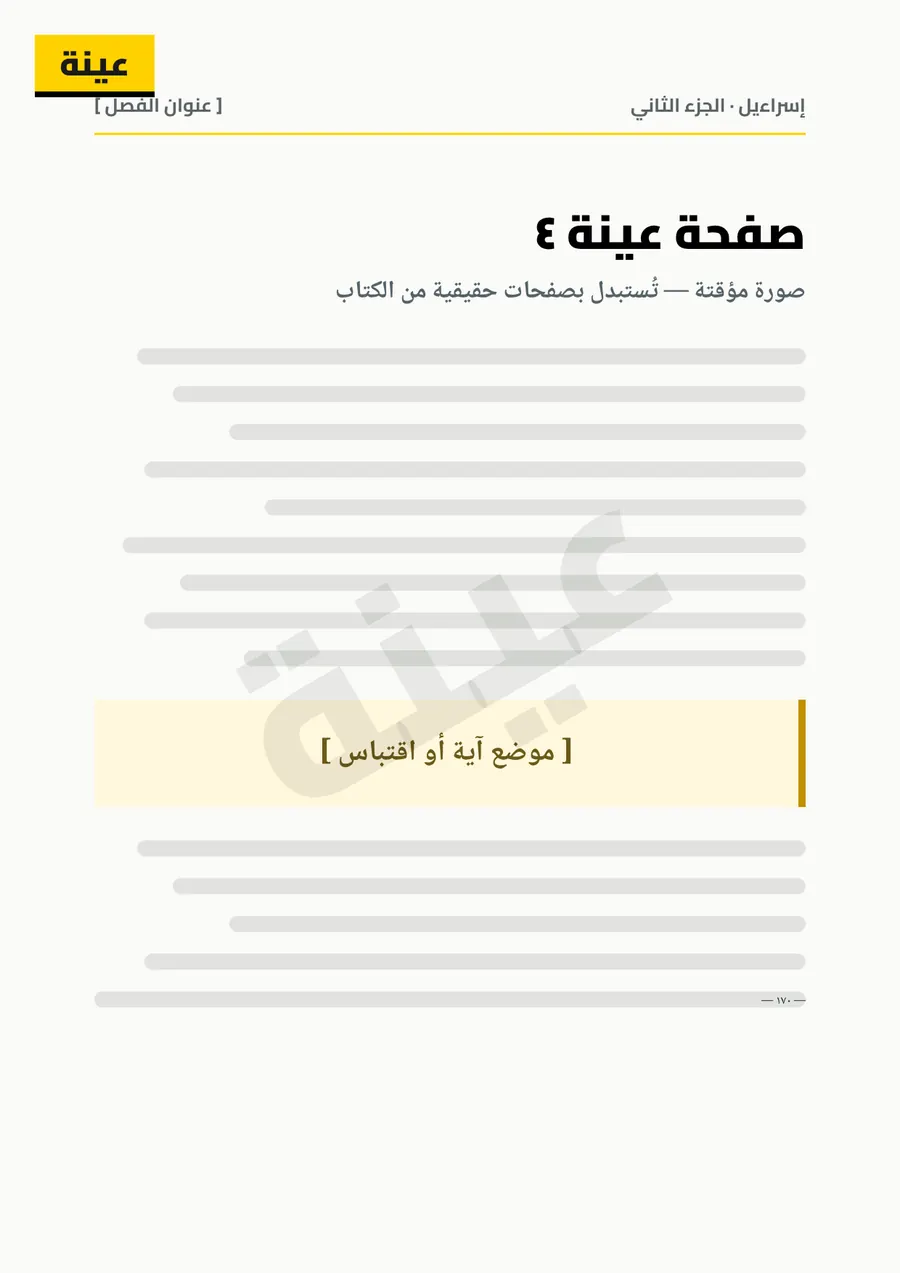 عينة
إسراعيل · الجزء الثاني
[ عنوان الفصل ]
صفحة عينة ٤
صورة مؤقتة — تُستبدل بصفحات حقيقية من الكتاب
عينة
[ موضع آية أو اقتباس ]
— ١٧٠ —